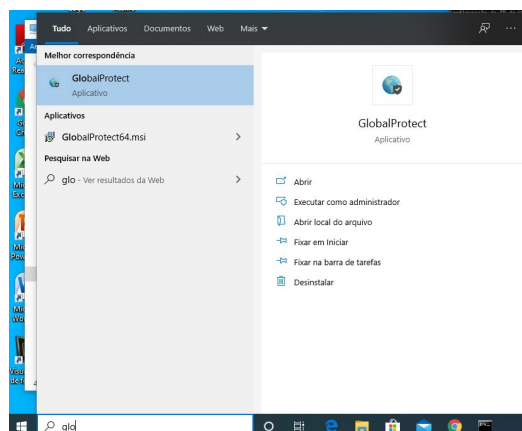 Tudo Aplicativos Documentos Web Mais
Melhor correspondência
GlobalProtect
Aplicativo
Aplicativos
GlobalProtect64.msi
Pesquisar na Web
glo - Ver resultados da Web
GlobalProtect
Aplicativo
Abrir
Executar como administrador
Abrir local do arquivo
Fixar em Iniciar
Fixar na barra de tarefas
Desinstalar
glo